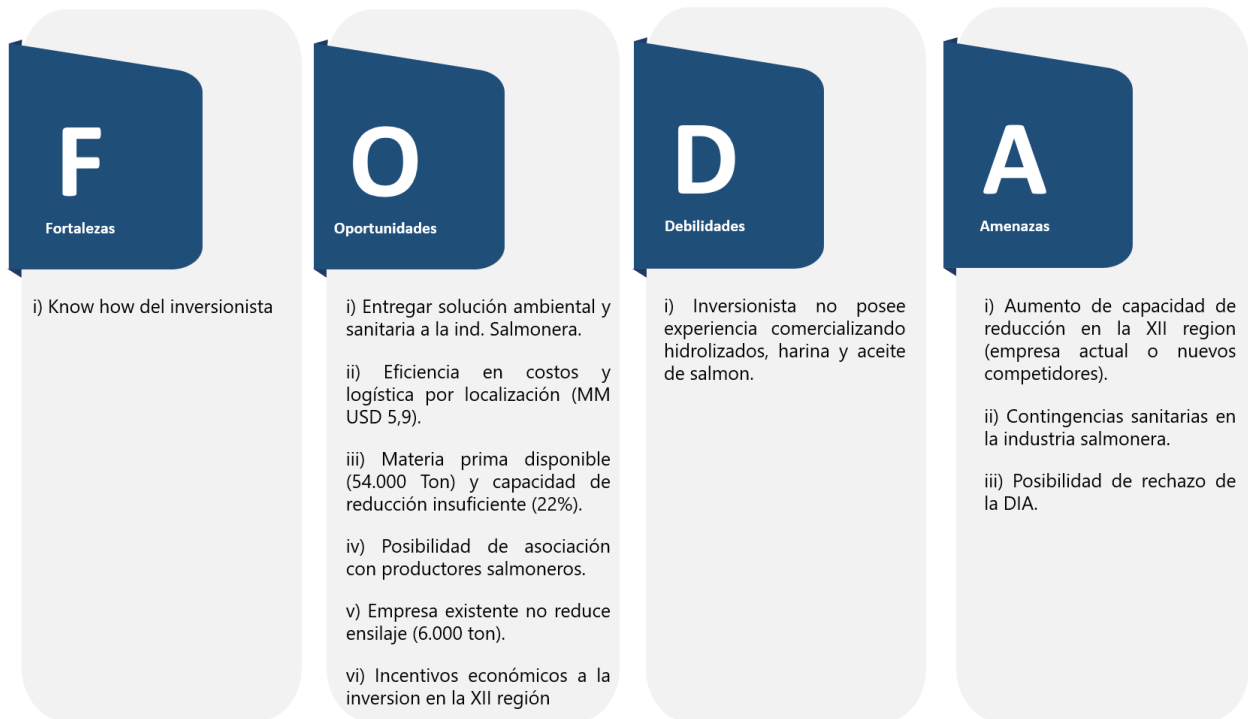 F
Fortalezas
i) Know how del inversionista
O
Oportunidades
i) Entregar solución ambiental y
sanitaria a la ind. Salmonera.
ii) Eficiencia en costos y
logística por localización (MM
USD 5,9).
iii) Materia prima disponible
(54.000 Ton) y capacidad de
reducción insuficiente (22%).
iv) Posibilidad de asociación
con productores salmoneros.
v) Empresa existente no reduce
ensilaje (6.000 ton).
vi) Incentivos económicos a la
inversion en la XII región
D
Debilidades
i) Inversionista no posee
experiencia comercializando
hidrolizados, harina y aceite
de salmon.
A
Amenazas
i) Aumento de capacidad de
reducción en la XII region
(empresa actual o nuevos
competidores).
ii) Contingencias sanitarias en
la industria salmonera.
iii) Posibilidad de rechazo de
la DIA.